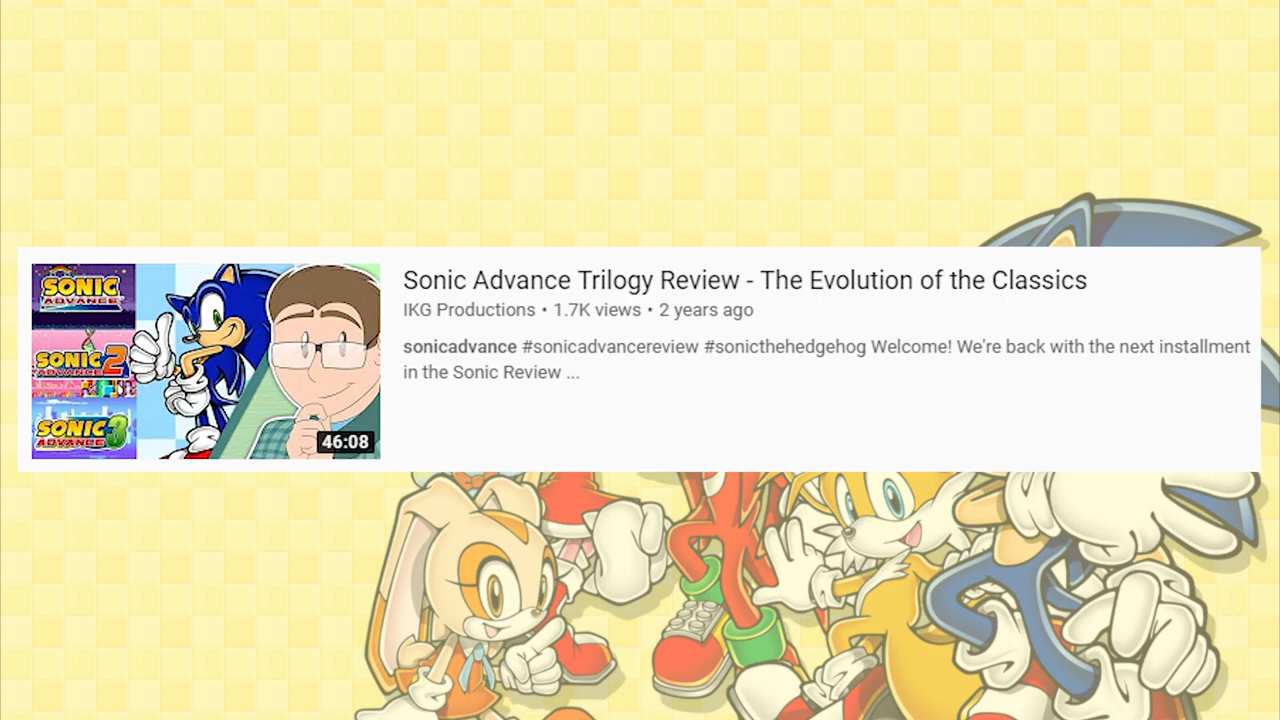 SONIC
ADVANCE
SONIC 2
ADVANCE
SONIC 3
ADVANCE
46:08
Sonic Advance Trilogy Review - The Evolution of the Classics
IKG Productions • 1.7K views • 2 years ago
sonicadvance #sonicadvancereview #sonicthehedgehog Welcome! We're back with the next installment
in the Sonic Review ...